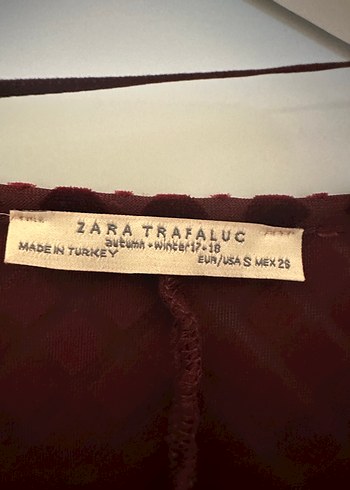 ZARA TRAFALUC
autumn • winter 17 • 18
MADE IN TURKEY
EUR/USA S MEX 26